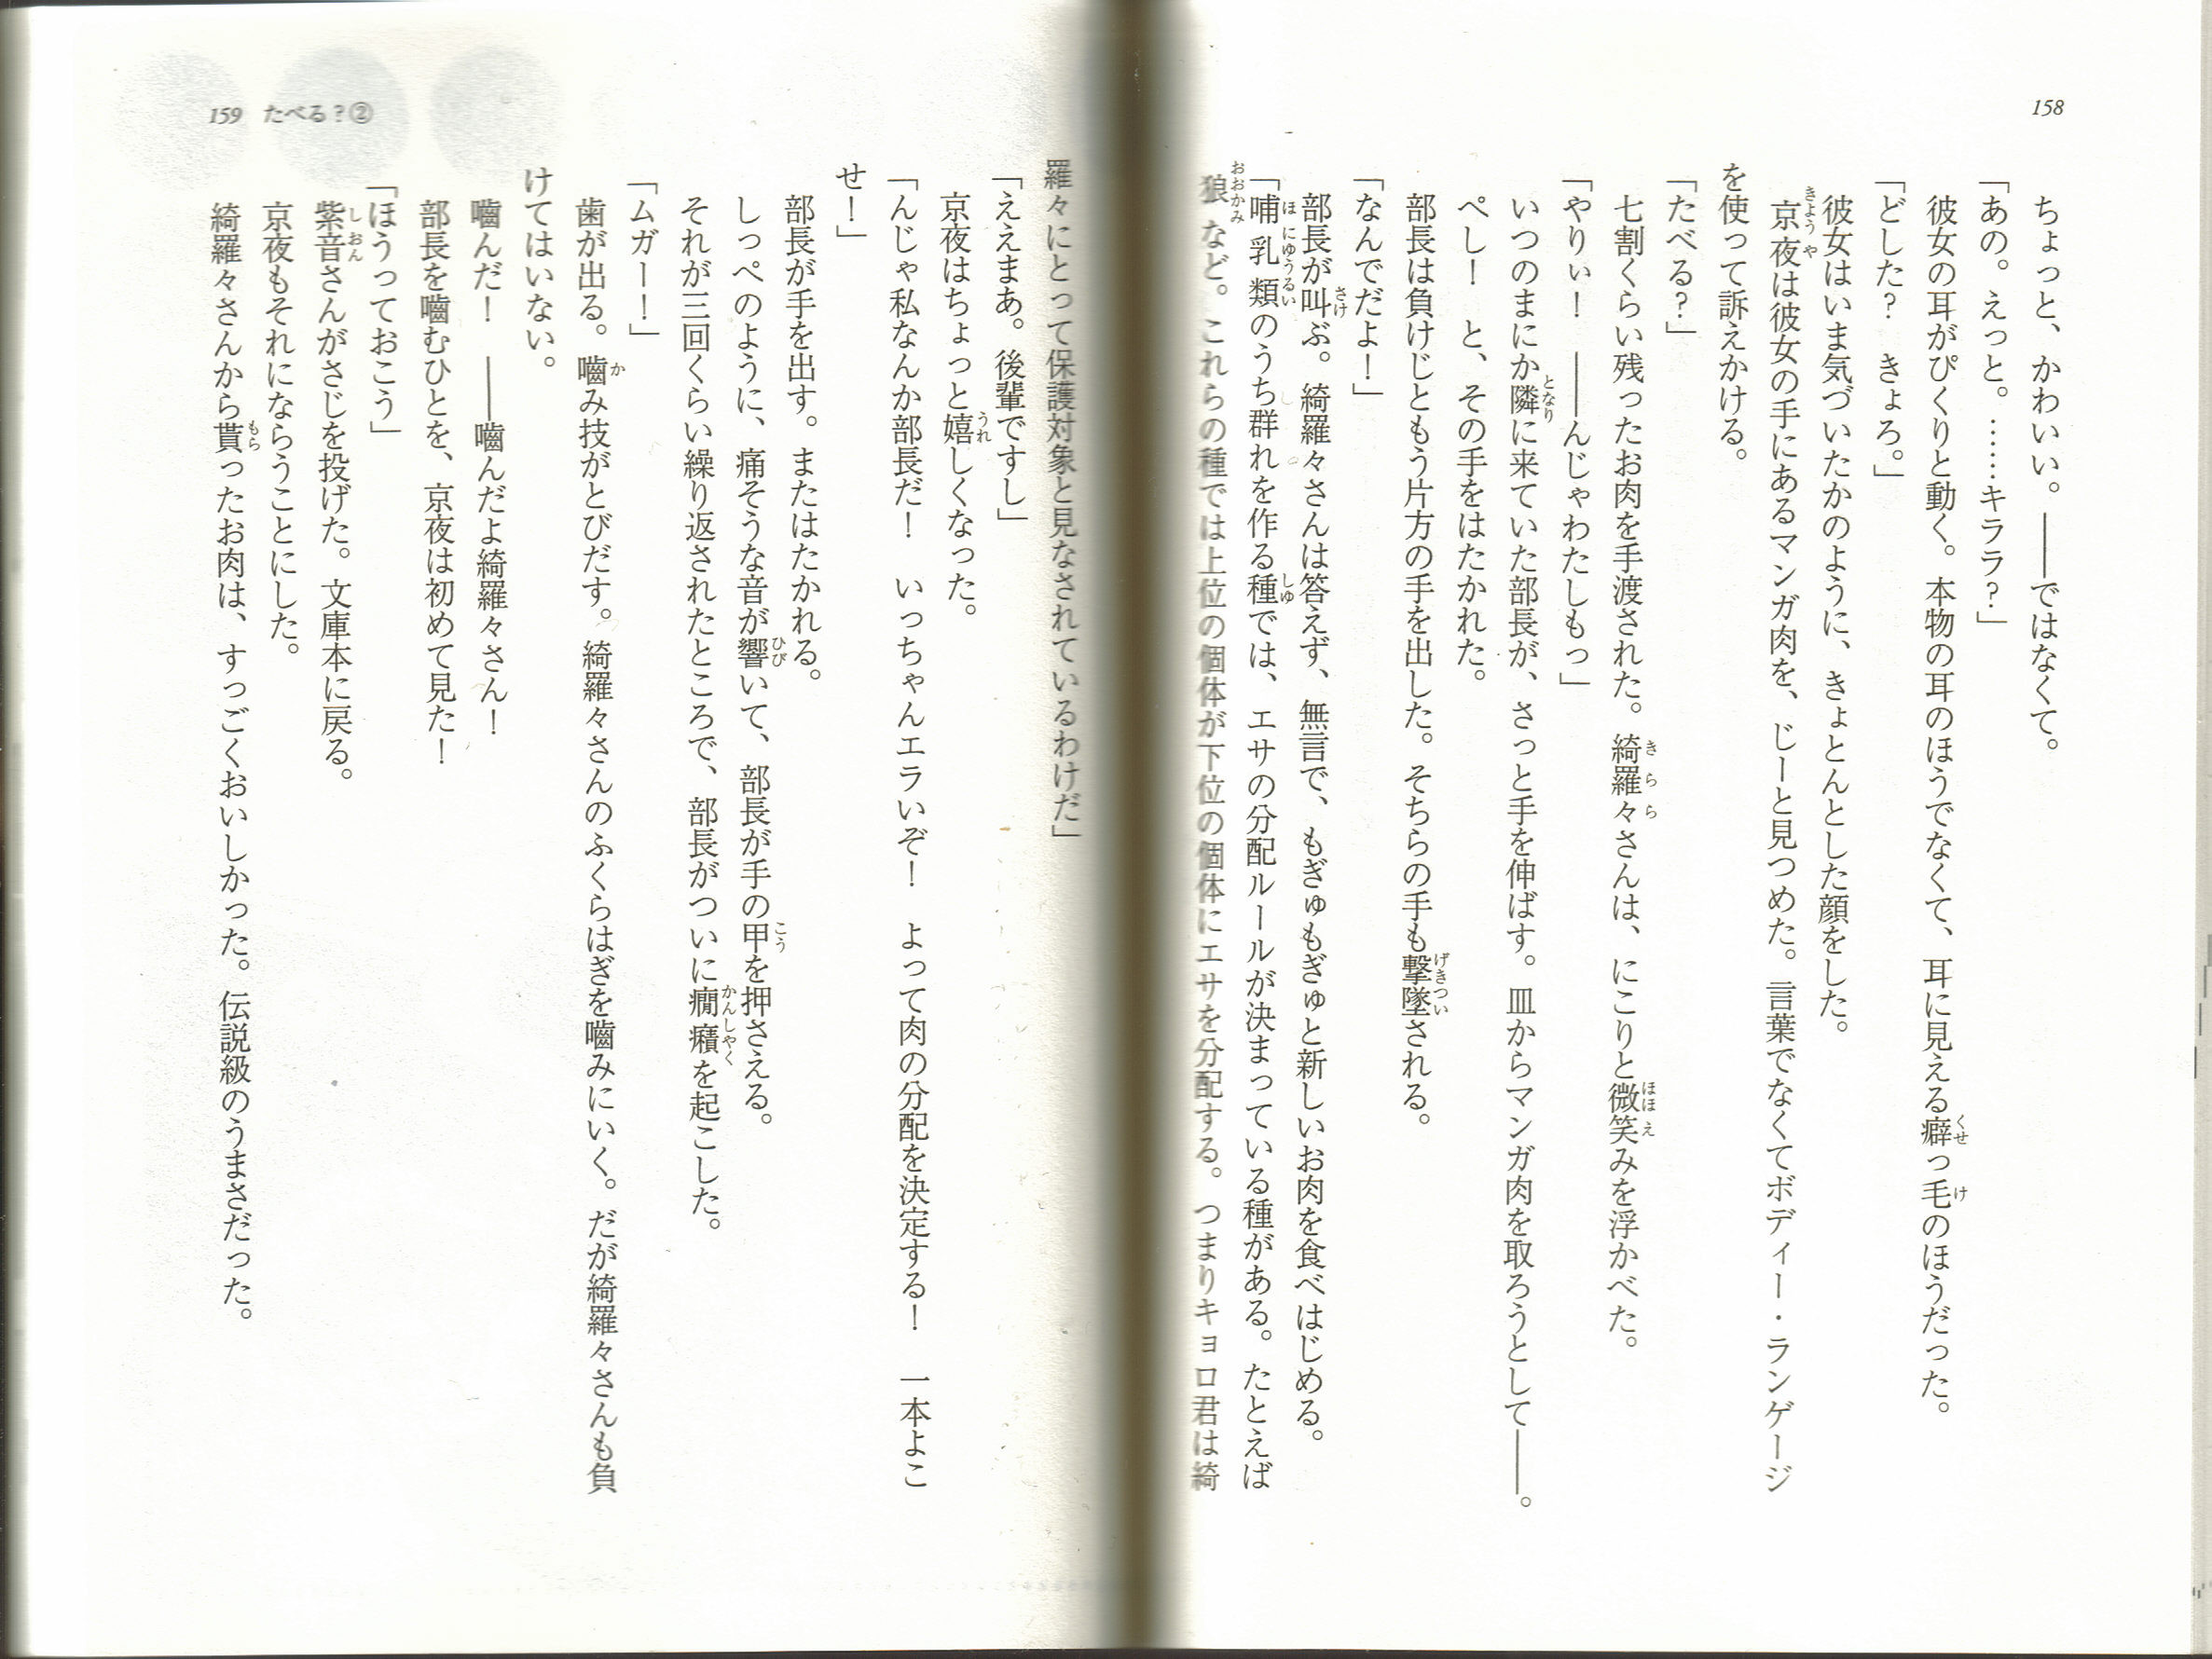 158
ちょっと、かわいい。――ではなくて。
「あの。えっと。……キララ？」
彼女の耳がぴくりと動く。本物の耳のほうでなくて、耳に見える癖っ毛のほうだった。
「どした？　きょろ。」
彼女はいま気づいたかのように、きょとんとした顔をした。
京夜は彼女の手にあるマンガ肉を、じーと見つめた。言葉でなくてボディー・ランゲージ
を使って訴えかける。
「たべる？」
七割くらい残ったお肉を手渡された。綺羅々さんは、にこりと微笑みを浮かべた。
「やりぃ！　――んじゃわたしもっ」
いつのまにか隣に来ていた部長が、さっと手を伸ばす。皿からマンガ肉を取ろうとして――。
ぺし！　と、その手をはたかれた。
部長は負けじともう片方の手を出した。そちらの手も撃墜される。
「なんでだよ！」
部長が叫ぶ。綺羅々さんは答えず、無言で、もぎゅもぎゅと新しいお肉を食べはじめる。
「哺乳類のうち群れを作る種では、エサの分配ルールが決まっている種がある。たとえば
狼など。これらの種では上位の個体が下位の個体にエサを分配する。つまりキョロ君は綺
159　たべる？②
羅々にとって保護対象と見なされているわけだ」
「ええまあ。後輩ですし」
京夜はちょっと嬉しくなった。
「んじゃ私なんか部長だ！　いっちゃんエラいぞ！　よって肉の分配を決定する！　一本よこ
せ！」
部長が手を出す。またはたかれる。
しっぺのように、痛そうな音が響いて、部長が手の甲を押さえる。
それが三回くらい繰り返されたところで、部長がついに癇癪を起こした。
「ムガー！」
歯が出る。嚙み技がとびだす。綺羅々さんのふくらはぎを嚙みにいく。だが綺羅々さんも負
けてはいない。
嚙んだ！　――嚙んだよ綺羅々さん！
部長を嚙むひとを、京夜は初めて見た！
「ほうっておこう」
紫音さんがさじを投げた。文庫本に戻る。
京夜もそれにならうことにした。
綺羅々さんから貰ったお肉は、すっごくおいしかった。伝説級のうまさだった。